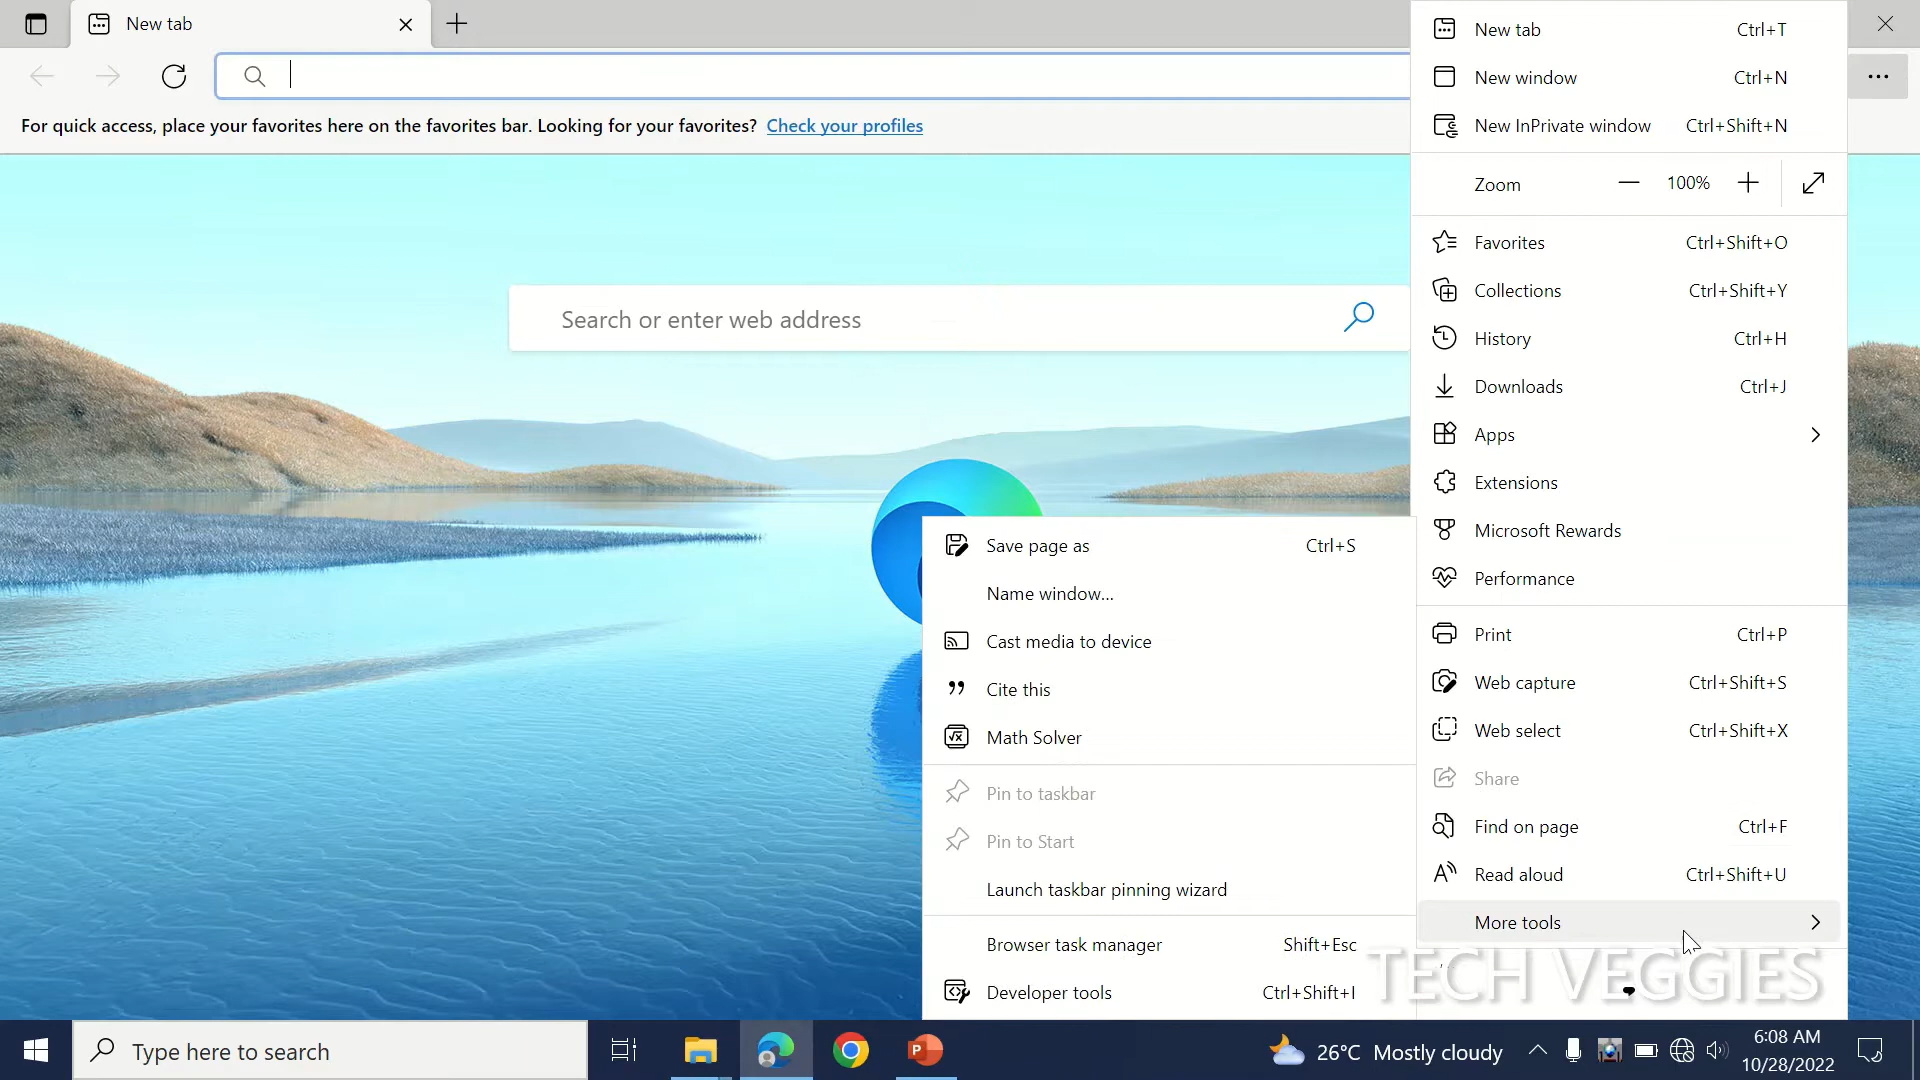 New tab
For quick access, place your favorites here on the favorites bar. Looking for your favorites? Check your profiles
Search or enter web address
New tab Ctrl+T
New window Ctrl+N
New InPrivate window Ctrl+Shift+N
Zoom 100%
Favorites Ctrl+Shift+O
Collections Ctrl+Shift+Y
History Ctrl+H
Downloads Ctrl+J
Apps
Extensions
Microsoft Rewards
Performance
Print Ctrl+P
Web capture Ctrl+Shift+S
Web select Ctrl+Shift+X
Share
Find on page Ctrl+F
Read aloud Ctrl+Shift+U
More tools
Save page as Ctrl+S
Name window...
Cast media to device
Cite this
Math Solver
Pin to taskbar
Pin to Start
Launch taskbar pinning wizard
Browser task manager Shift+Esc
Developer tools Ctrl+Shift+I
TECH VEGGIES
Type here to search
26°C Mostly cloudy
6:08 AM
10/28/2022